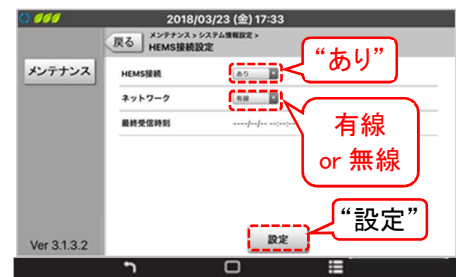 2018/03/23 (金) 17:33
戻る
メンテナンス > システム情報設定 >
HEMS接続設定
“あり”
メンテナンス
HEMS接続
あり
ネットワーク
有線
有線
or 無線
最終受信時刻
----/--/-- --:--:--
“設定”
設定
Ver 3.1.3.2